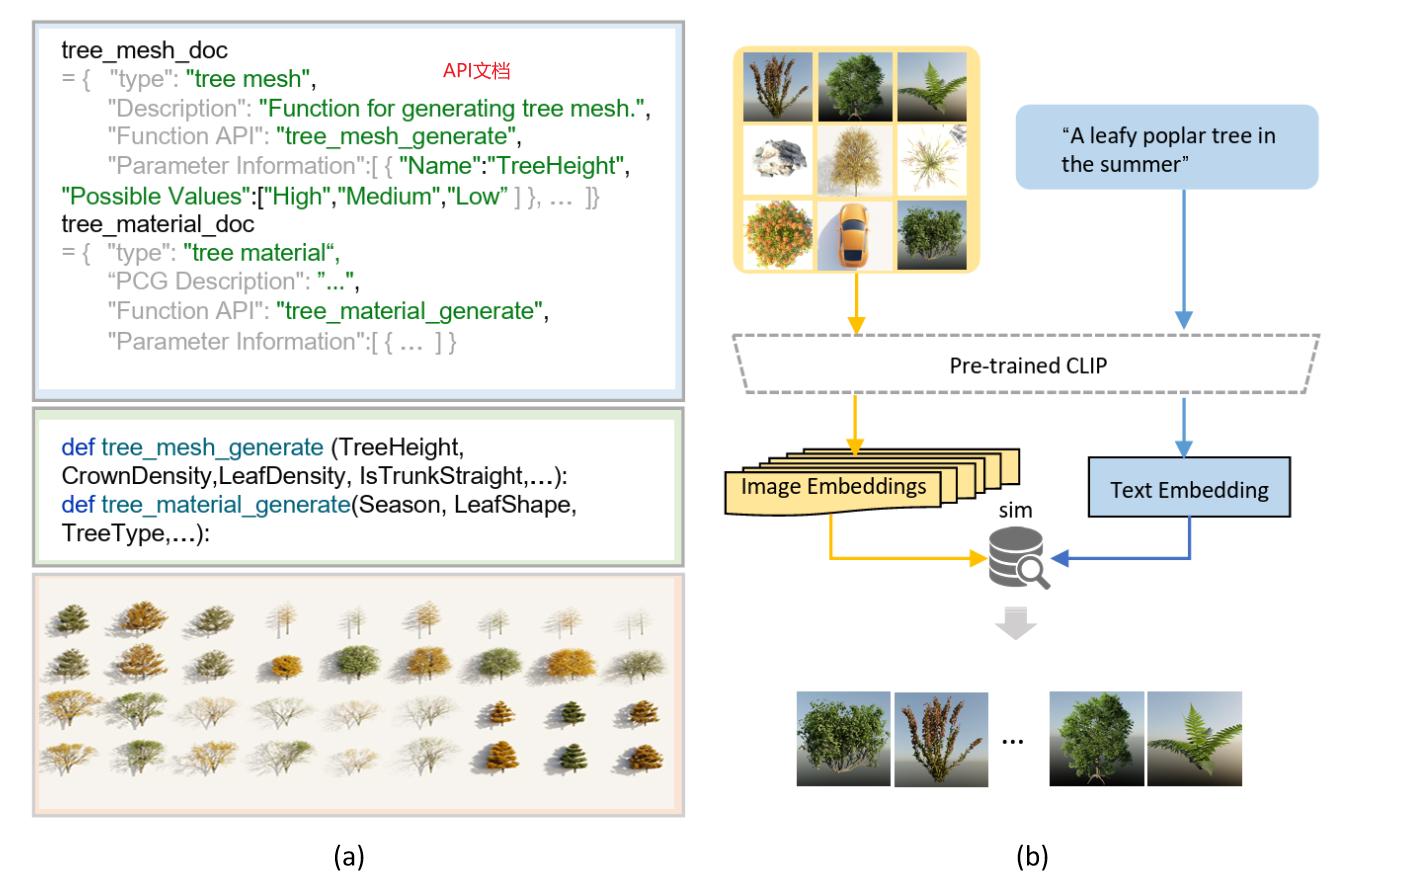 tree_mesh_doc
= { "type": "tree mesh",
API文档
"Description": "Function for generating tree mesh.",
"Function API": "tree_mesh_generate",
"Parameter Information":[ { "Name":"TreeHeight",
"Possible Values":["High","Medium","Low” ] }, ... ]}
tree_material_doc
= { "type": "tree material“,
“PCG Description": ”...",
"Function API": "tree_material_generate",
"Parameter Information":[ { ... ] }
def tree_mesh_generate (TreeHeight,
CrownDensity,LeafDensity, IsTrunkStraight,...):
def tree_material_generate(Season, LeafShape,
TreeType,...):
(a)
“A leafy poplar tree in
the summer”
Pre-trained CLIP
Image Embeddings
Text Embedding
sim
...
(b)